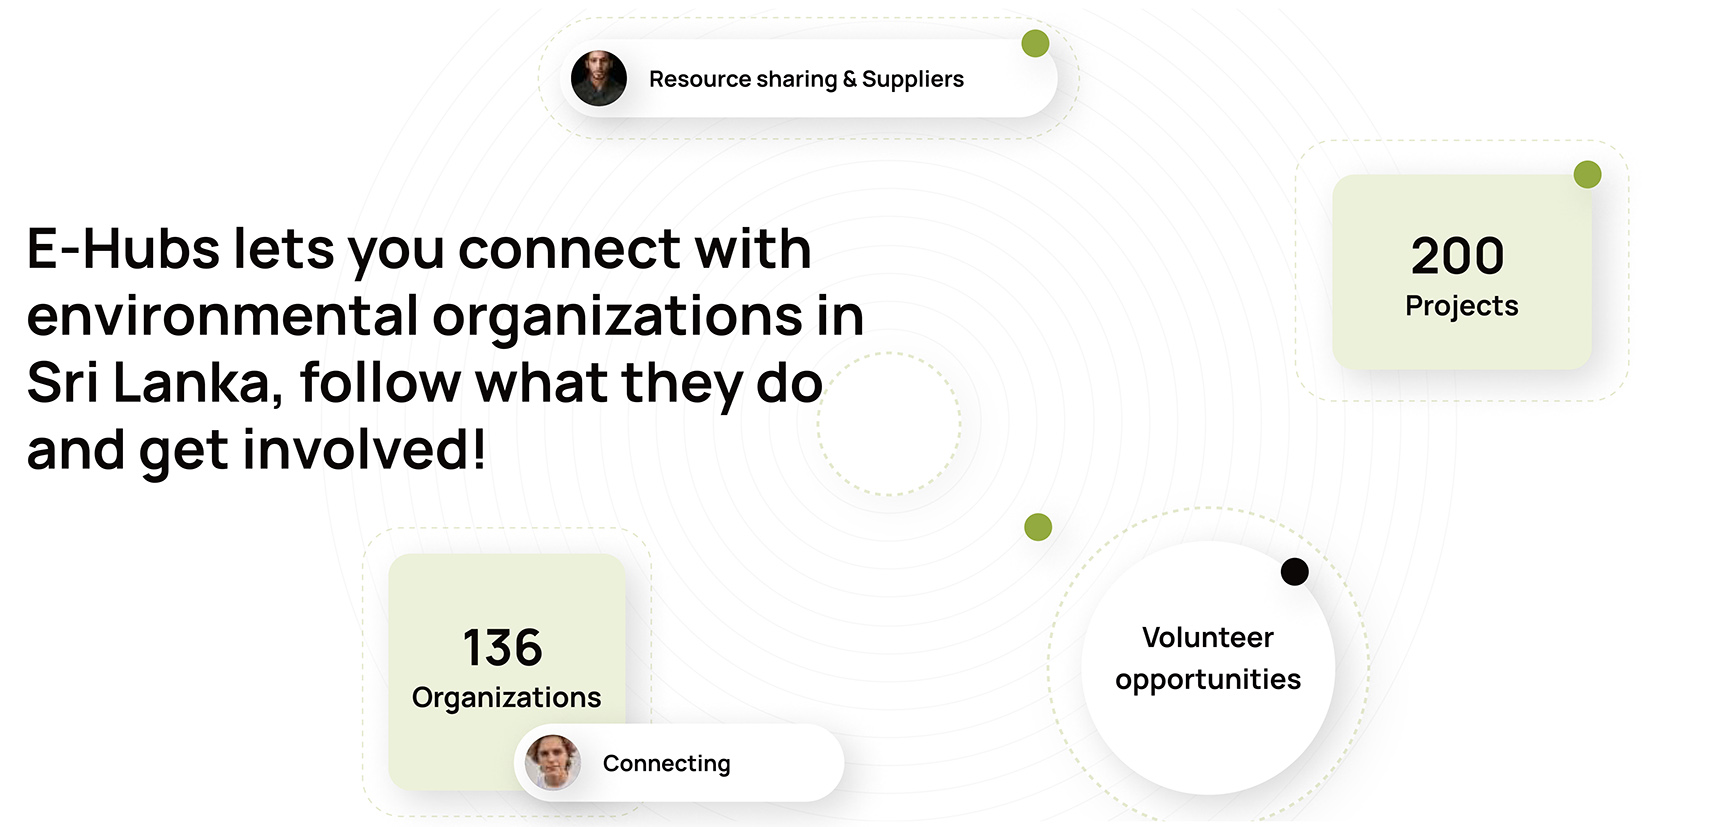 Resource sharing & Suppliers
E-Hubs lets you connect with
environmental organizations in
Sri Lanka, follow what they do
and get involved!
200
Projects
136
Organizations
Connecting
Volunteer
opportunities